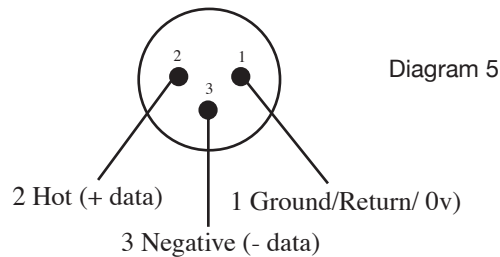 2 1
3
Diagram 5
2 Hot (+ data)
1 Ground/Return/ 0v)
3 Negative (- data)